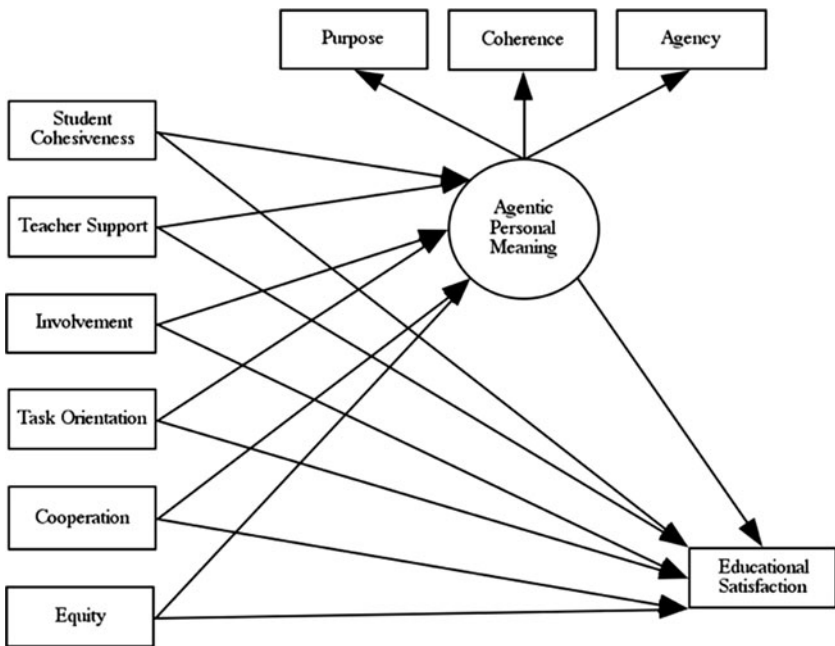 Purpose
Coherence
Agency
Student
Cohesiveness
Teacher Support
Agentic
Personal
Meaning
Involvement
Task Orientation
Cooperation
Educational
Satisfaction
Equity